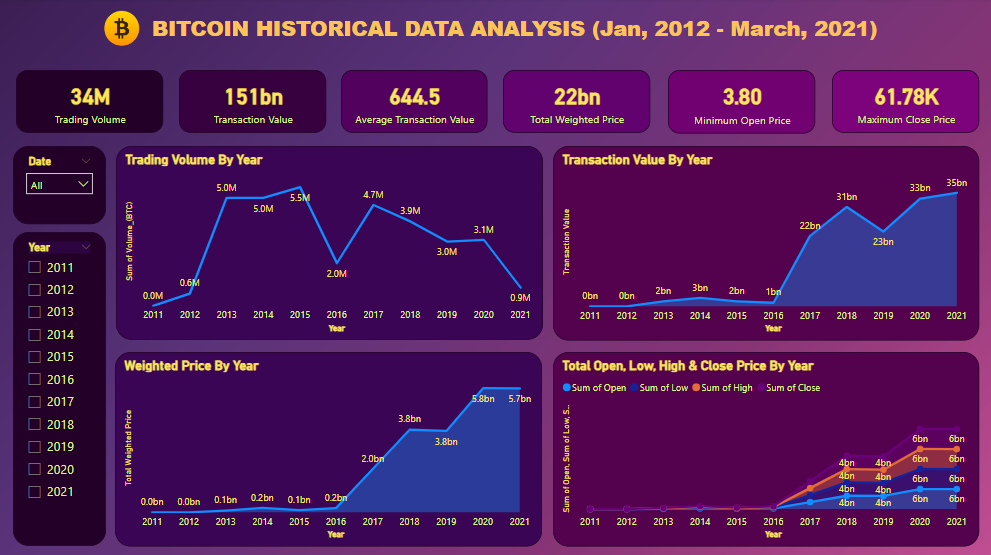 ₿ BITCOIN HISTORICAL DATA ANALYSIS (Jan, 2012 - March, 2021)
34M
Trading Volume
151bn
Transaction Value
644.5
Average Transaction Value
22bn
Total Weighted Price
3.80
Minimum Open Price
61.78K
Maximum Close Price
Date
All
Year
2011
2012
2013
2014
2015
2016
2017
2018
2019
2020
2021
Trading Volume By Year
Sum of Volume_(BTC)
0.0M 0.6M 5.0M 5.0M 5.5M 2.0M 4.7M 3.9M 3.0M 3.1M 0.9M
2011 2012 2013 2014 2015 2016 2017 2018 2019 2020 2021
Year
Transaction Value By Year
Transaction Value
0bn 0bn 2bn 3bn 2bn 1bn 22bn 31bn 23bn 33bn 35bn
2011 2012 2013 2014 2015 2016 2017 2018 2019 2020 2021
Year
Weighted Price By Year
Total Weighted Price
0.0bn 0.0bn 0.1bn 0.2bn 0.1bn 0.2bn 2.0bn 3.8bn 3.8bn 5.8bn 5.7bn
2011 2012 2013 2014 2015 2016 2017 2018 2019 2020 2021
Year
Total Open, Low, High & Close Price By Year
Sum of Open Sum of Low Sum of High Sum of Close
Sum of Open, Sum of Low, S...
6bn 6bn
4bn 4bn 6bn 6bn
4bn 4bn 6bn 6bn
4bn 4bn 6bn 6bn
4bn 4bn
2011 2012 2013 2014 2015 2016 2017 2018 2019 2020 2021
Year